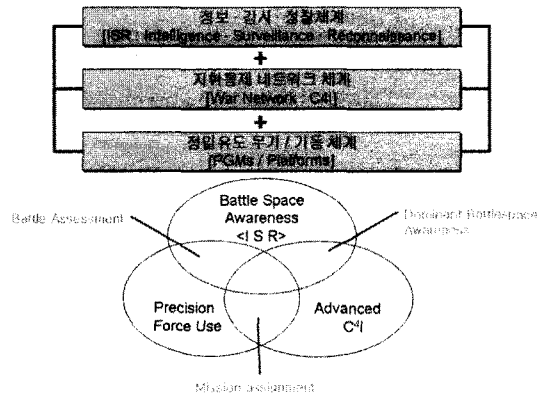 정보 · 감시 · 정찰체계
[ISR : Intelligence · Surveillance · Reconnaissance]
+
지휘통제 네트워크 체계
[War Network · C4I]
+
정밀유도 무기 / 기동 체계
[PGMs / Platforms]
Battle Space
Awareness
<I S R>
Battle Assessment
Dominant Battlespace
Awareness
Precision
Force Use
Advanced
C⁴I
Mission assignment